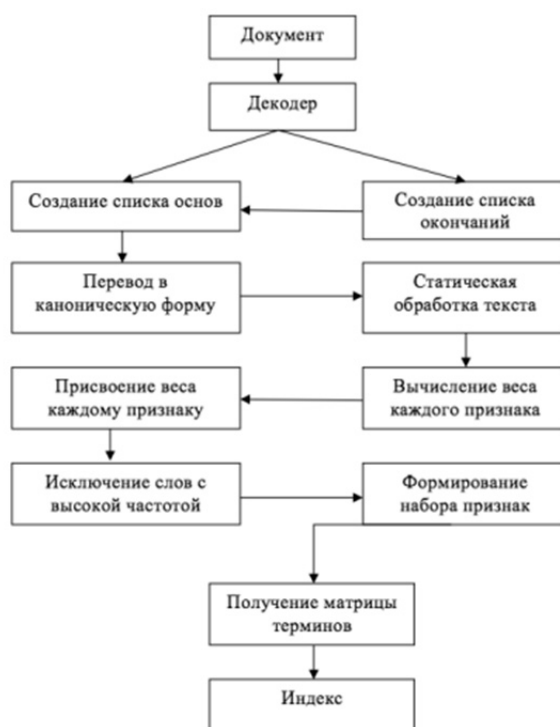 Документ
Декодер
Создание списка основ
Создание списка
окончаний
Перевод в
каноническую форму
Статическая
обработка текста
Присвоение веса
каждому признаку
Вычисление веса
каждого признака
Исключение слов с
высокой частотой
Формирование
набора признак
Получение матрицы
терминов
Индекс